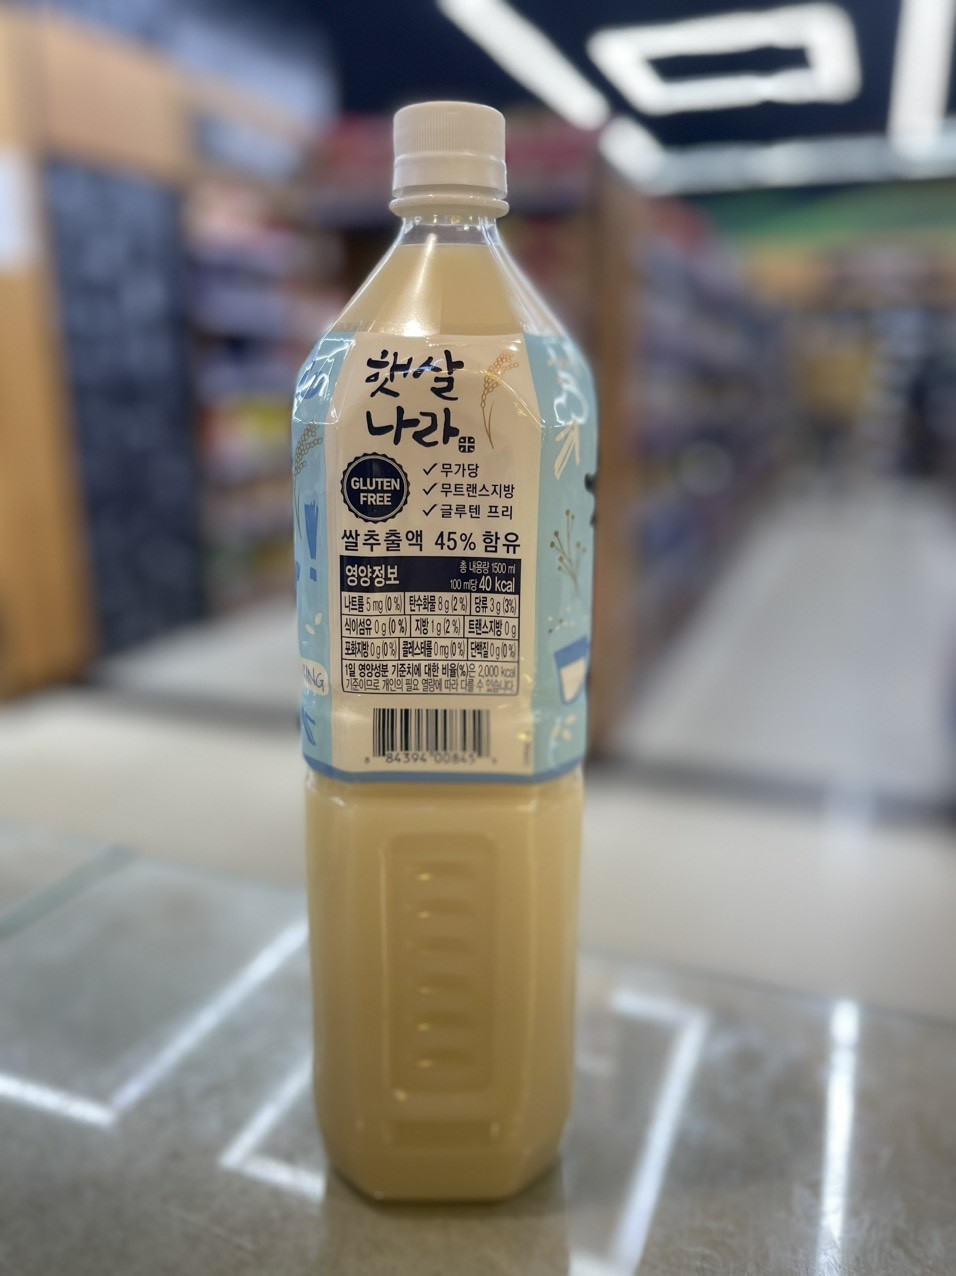 햇살
나라
GLUTEN
FREE
✓ 무가당
✓ 무트랜스지방
✓ 글루텐 프리
쌀추출액 45% 함유
영양정보
총 내용량 1500 ml
100 ml당 40 kcal
나트륨 5 mg (0 %) 탄수화물 8 g (2 %) 당류 3 g (3%)
식이섬유 0 g (0 %) 지방 1 g (2 %) 트랜스지방 0 g
포화지방 0 g (0 %) 콜레스테롤 0 mg (0 %) 단백질 0 g (0 %)
1일 영양성분 기준치에 대한 비율(%)은 2,000 kcal
기준이므로 개인의 필요 열량에 따라 다를 수 있습니다.
8 84394 00845 9